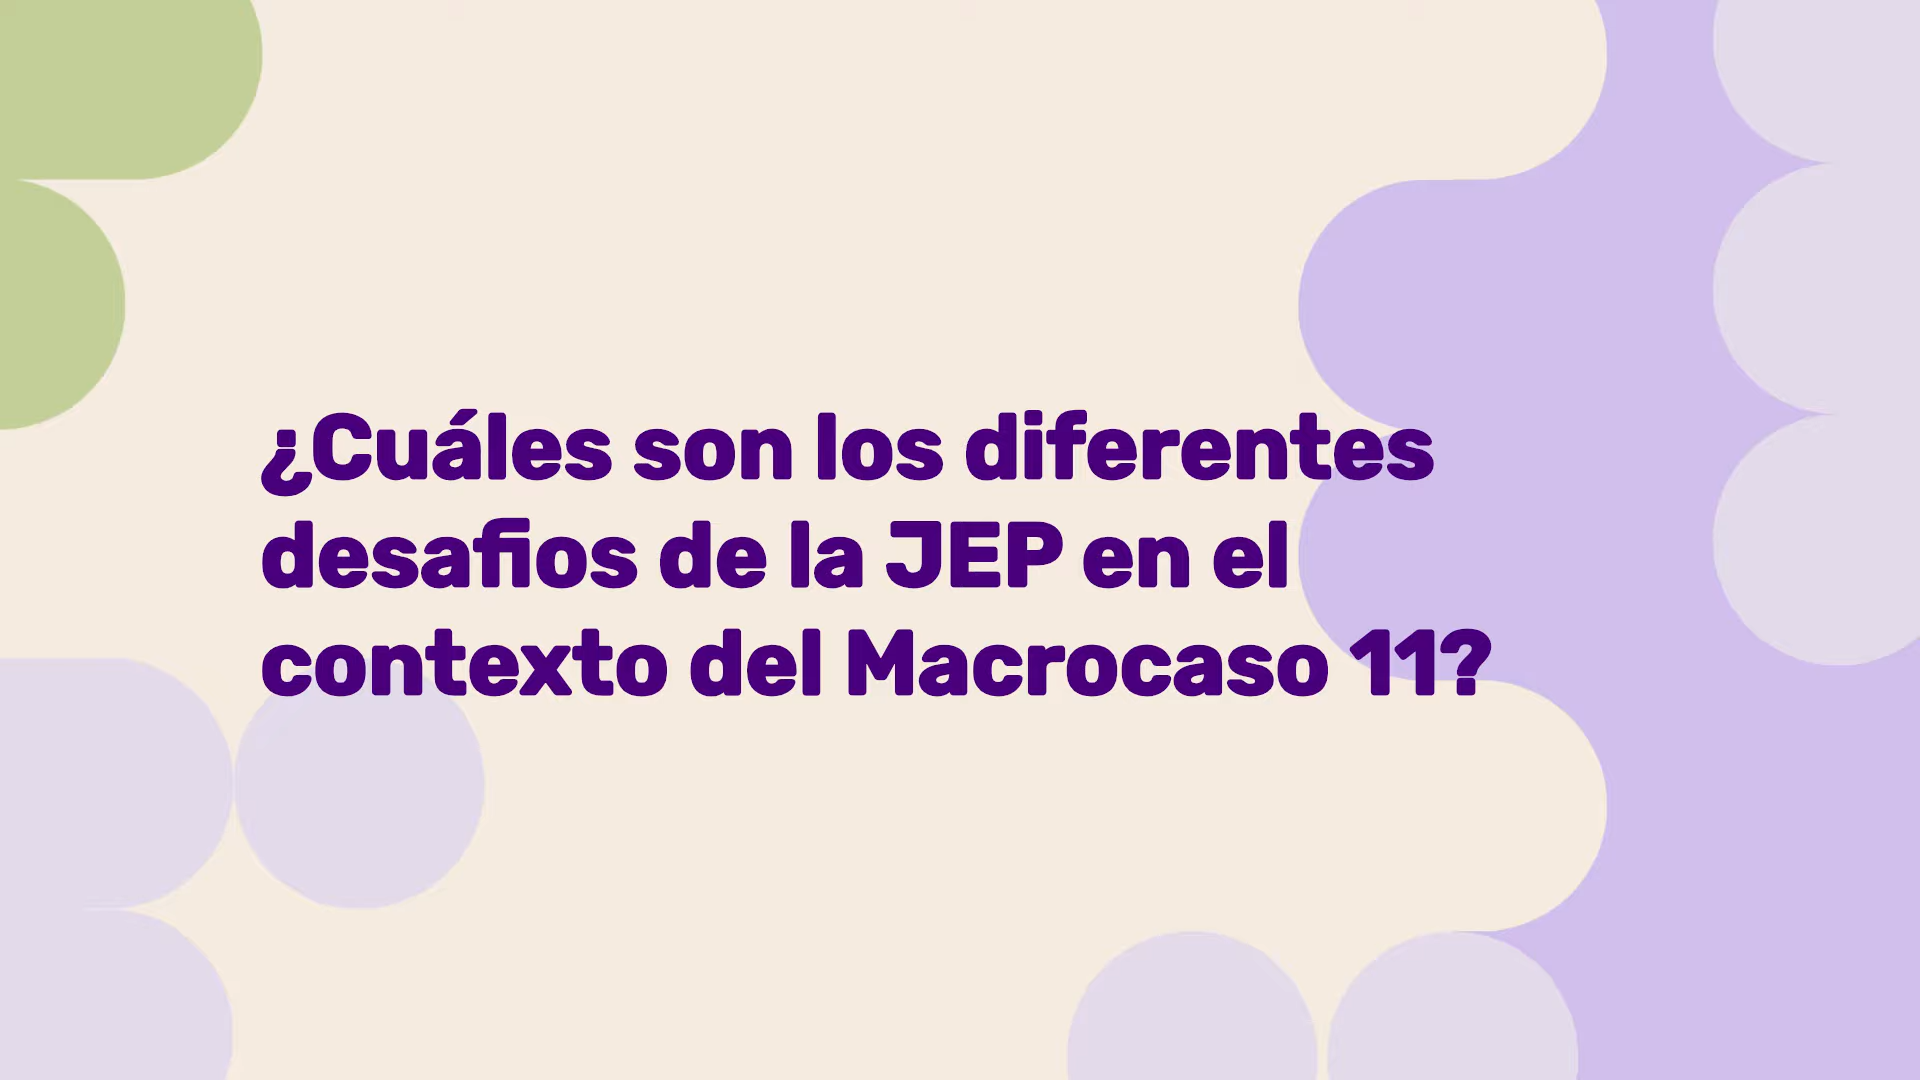 ¿Cuáles son los diferentes
desafios de la JEP en el
contexto del Macrocaso 11?